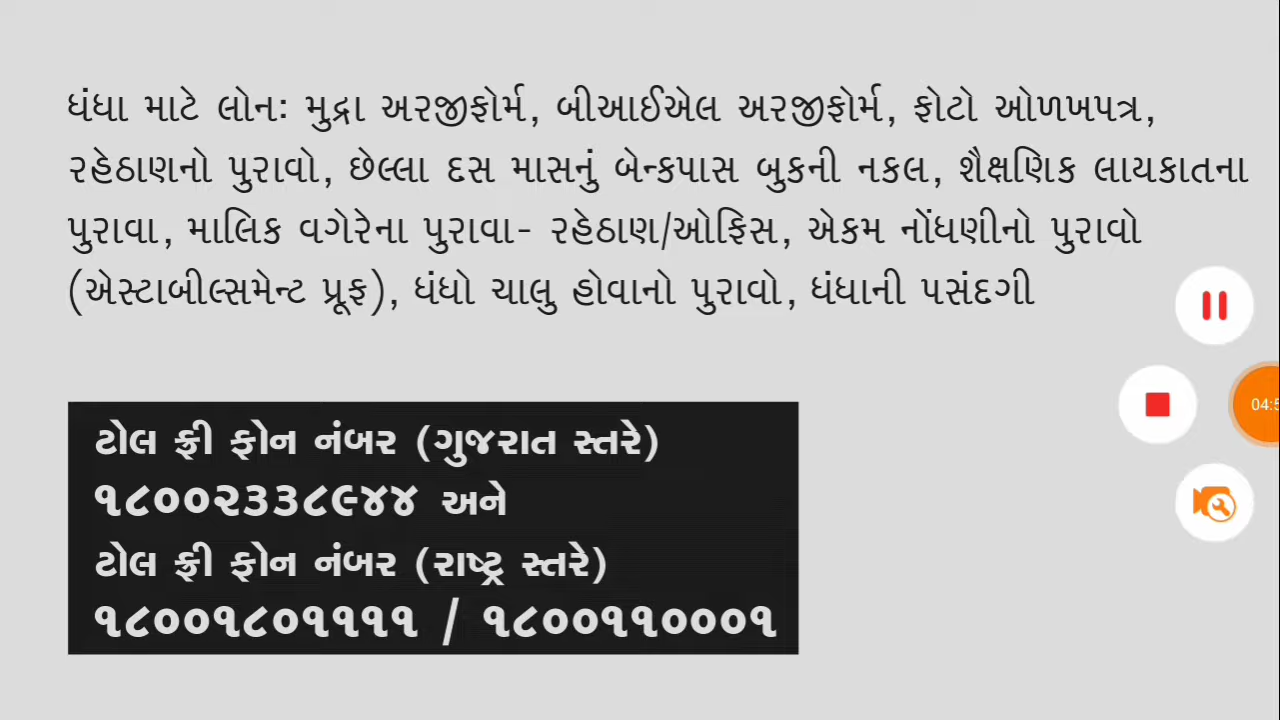 ધંધા માટે લોનઃ મુદ્રા અરજીફોર્મ, બીઆઈએલ અરજીફોર્મ, ફોટો ઓળખપત્ર,
રહેઠાણનો પુરાવો, છેલ્લા દસ માસનું બેન્કપાસ બુકની નકલ, શૈક્ષણિક લાયકાતના
પુરાવા, માલિક વગેરેના પુરાવા- રહેઠાણ/ઓફિસ, એકમ નોંધણીનો પુરાવો
(એસ્ટાબીલ્સમેન્ટ પ્રૂફ), ધંધો ચાલુ હોવાનો પુરાવો, ધંધાની પસંદગી
ટોલ ફ્રી ફોન નંબર (ગુજરાત સ્તરે)
૧૮૦૦૨૩૩૮૯૪૪ અને
ટોલ ફ્રી ફોન નંબર (રાષ્ટ્ર સ્તરે)
૧૮૦૦૧૮૦૧૧૧૧ / ૧૮૦૦૧૧૦૦૦૧